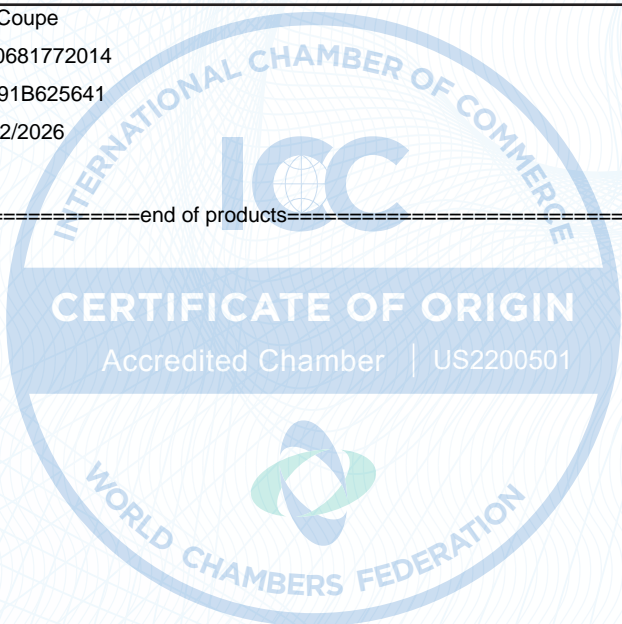 Coupe
0681772014
91B625641
2/2026
============end of products============================
INTERNATIONAL CHAMBER OF COMMERCE
ICC
CERTIFICATE OF ORIGIN
Accredited Chamber | US2200501
WORLD CHAMBERS FEDERATION